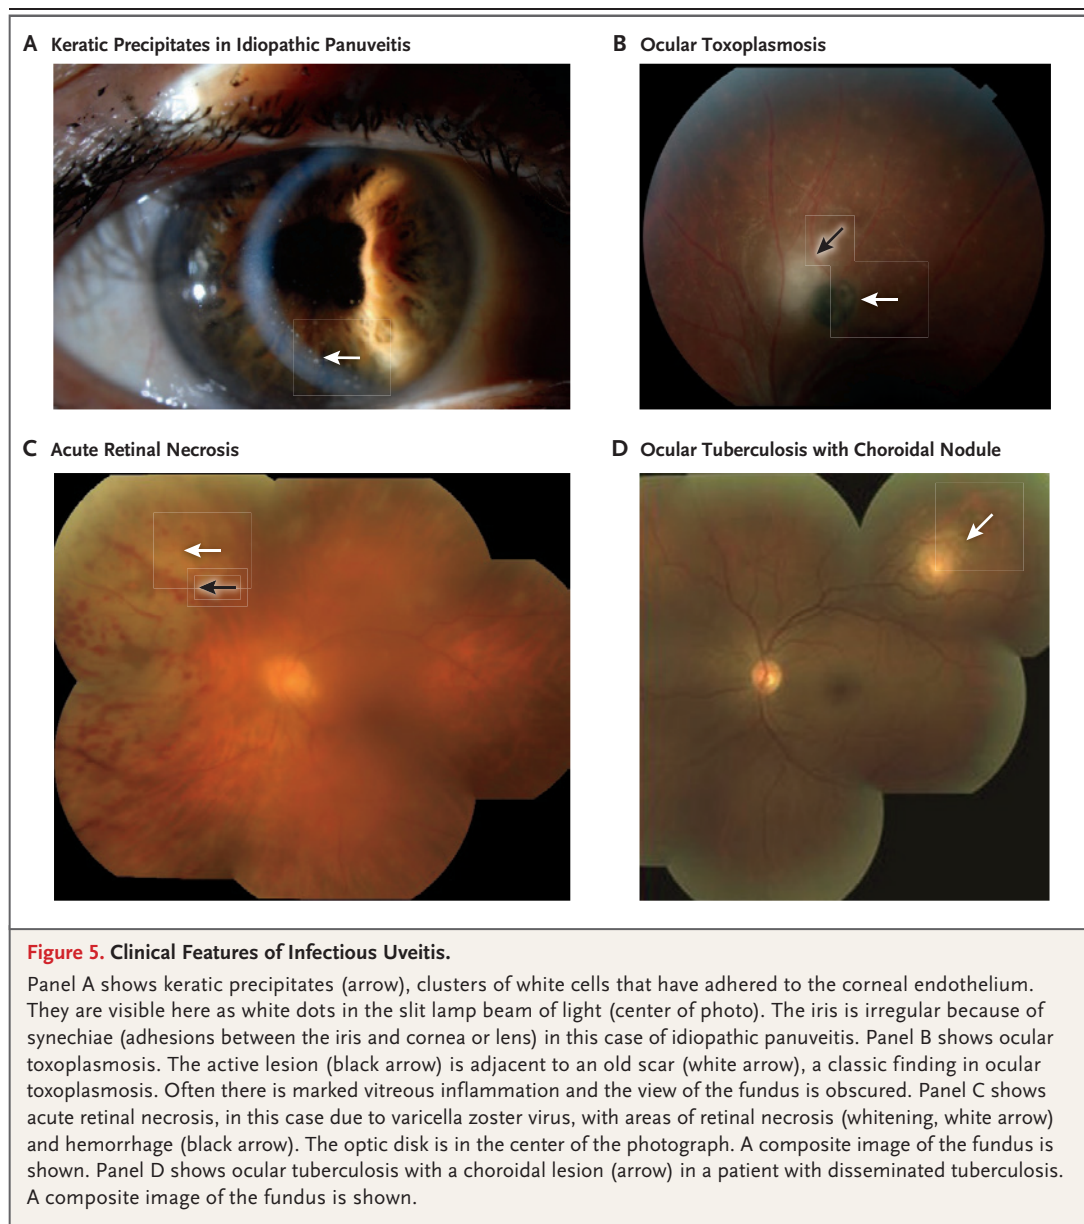 A Keratic Precipitates in Idiopathic Panuveitis
B Ocular Toxoplasmosis
C Acute Retinal Necrosis
D Ocular Tuberculosis with Choroidal Nodule
Figure 5. Clinical Features of Infectious Uveitis.
Panel A shows keratic precipitates (arrow), clusters of white cells that have adhered to the corneal endothelium.
They are visible here as white dots in the slit lamp beam of light (center of photo). The iris is irregular because of
synechiae (adhesions between the iris and cornea or lens) in this case of idiopathic panuveitis. Panel B shows ocular
toxoplasmosis. The active lesion (black arrow) is adjacent to an old scar (white arrow), a classic finding in ocular
toxoplasmosis. Often there is marked vitreous inflammation and the view of the fundus is obscured. Panel C shows
acute retinal necrosis, in this case due to varicella zoster virus, with areas of retinal necrosis (whitening, white arrow)
and hemorrhage (black arrow). The optic disk is in the center of the photograph. A composite image of the fundus is
shown. Panel D shows ocular tuberculosis with a choroidal lesion (arrow) in a patient with disseminated tuberculosis.
A composite image of the fundus is shown.